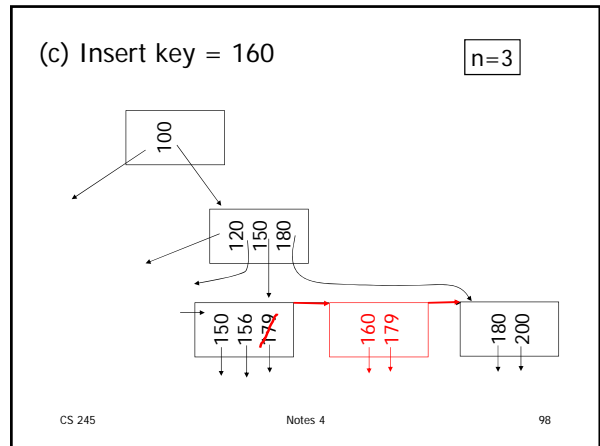 (c) Insert key = 160
n=3
100
120 150 180
150 156 179
160 179
180 200
CS 245
Notes 4
98